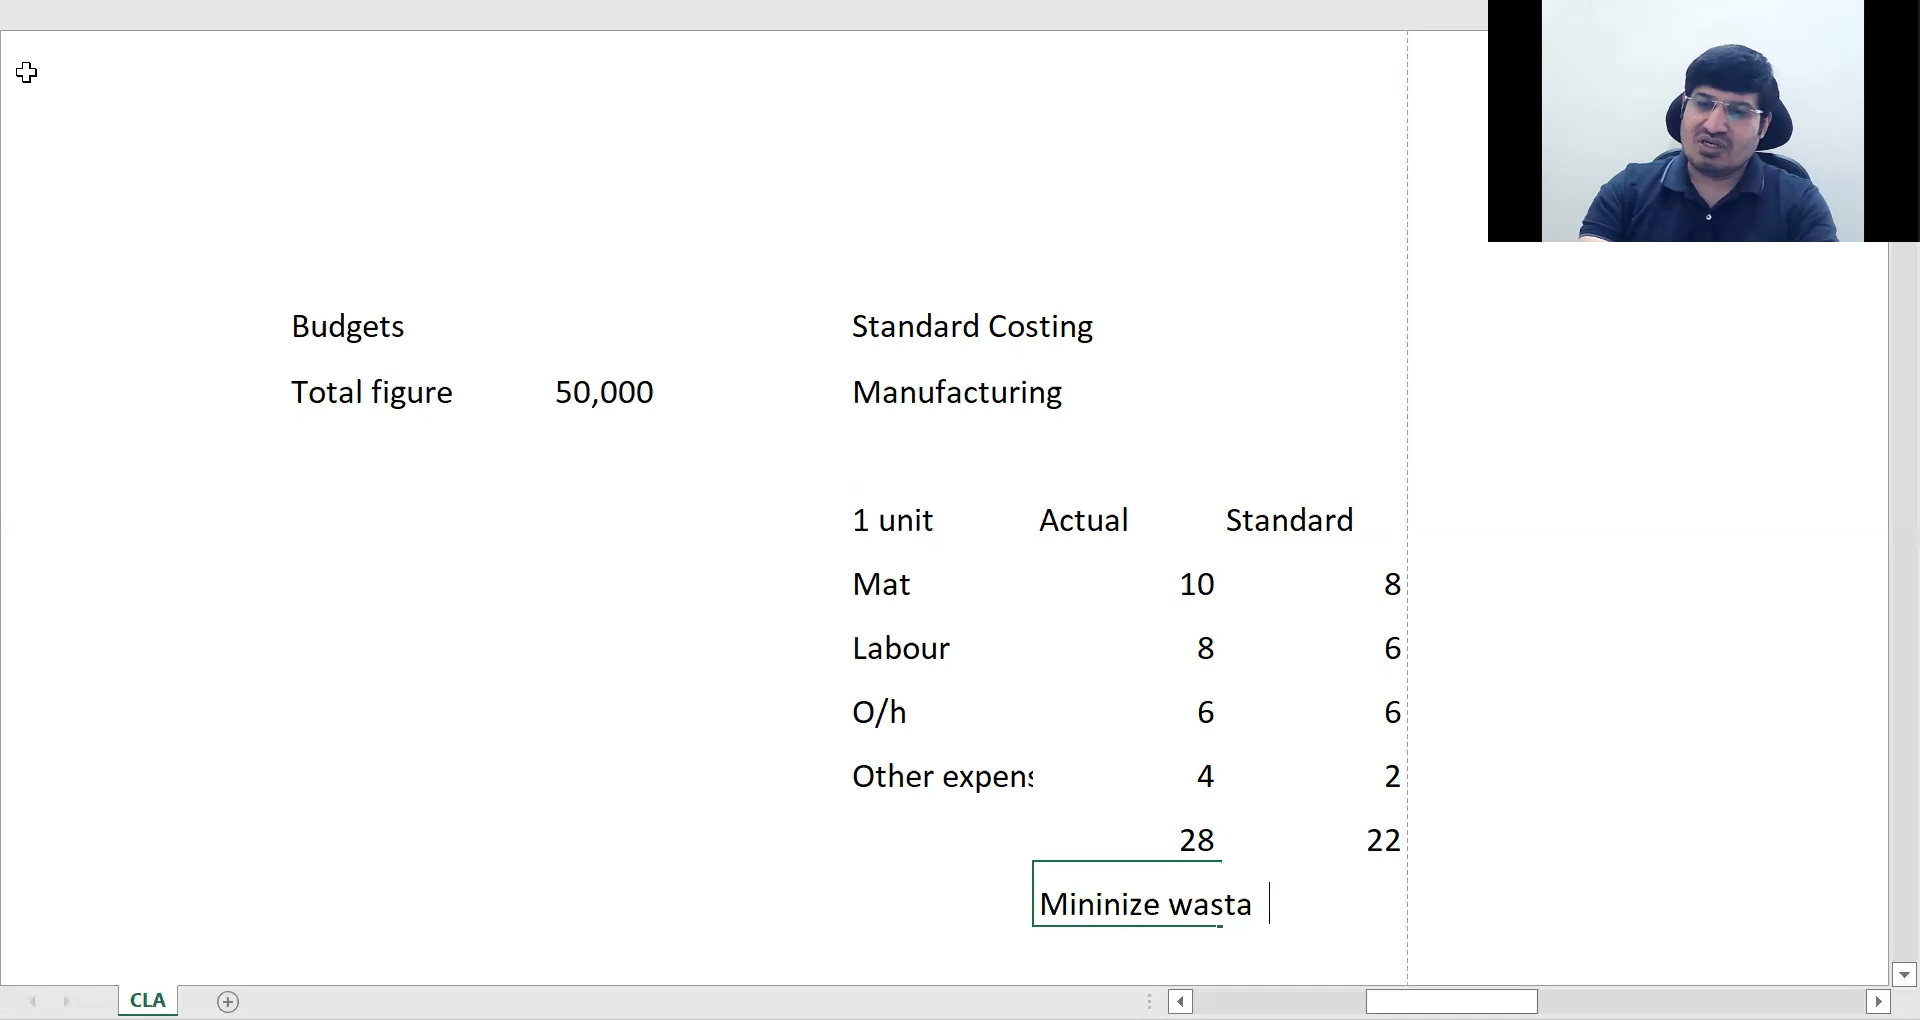 Budgets Standard Costing
Total figure 50,000 Manufacturing
1 unit Actual Standard
Mat 10 8
Labour 8 6
O/h 6 6
Other expens 4 2
28 22
Mininize wasta
CLA